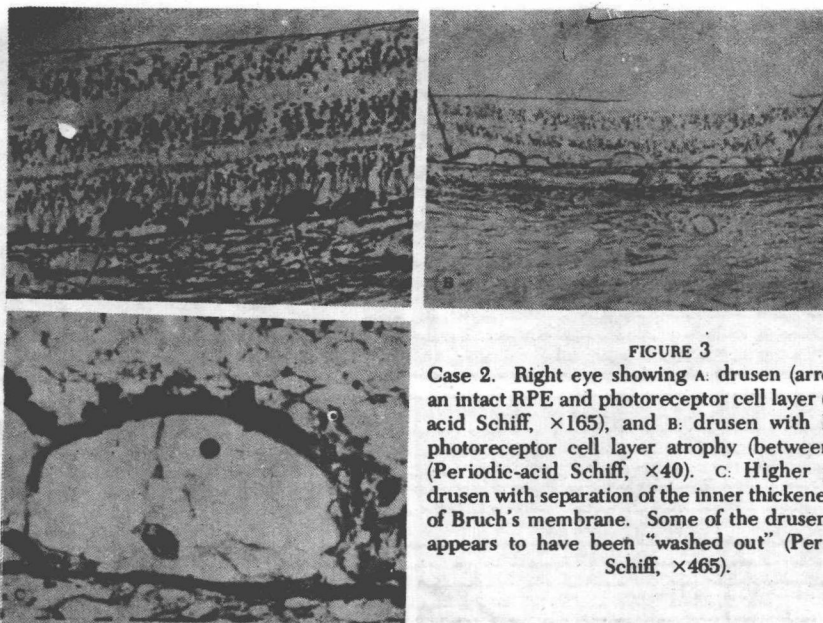 A
B
C
FIGURE 3
Case 2. Right eye showing A: drusen
an intact RPE and photoreceptor cell layer
acid Schiff, ×165), and B: drusen with
photoreceptor cell layer atrophy (between
(Periodic-acid Schiff, ×40). C: Higher
drusen with separation of the inner
of Bruch's membrane. Some of the drusen
appears to have been "washed out"
Schiff, ×465).